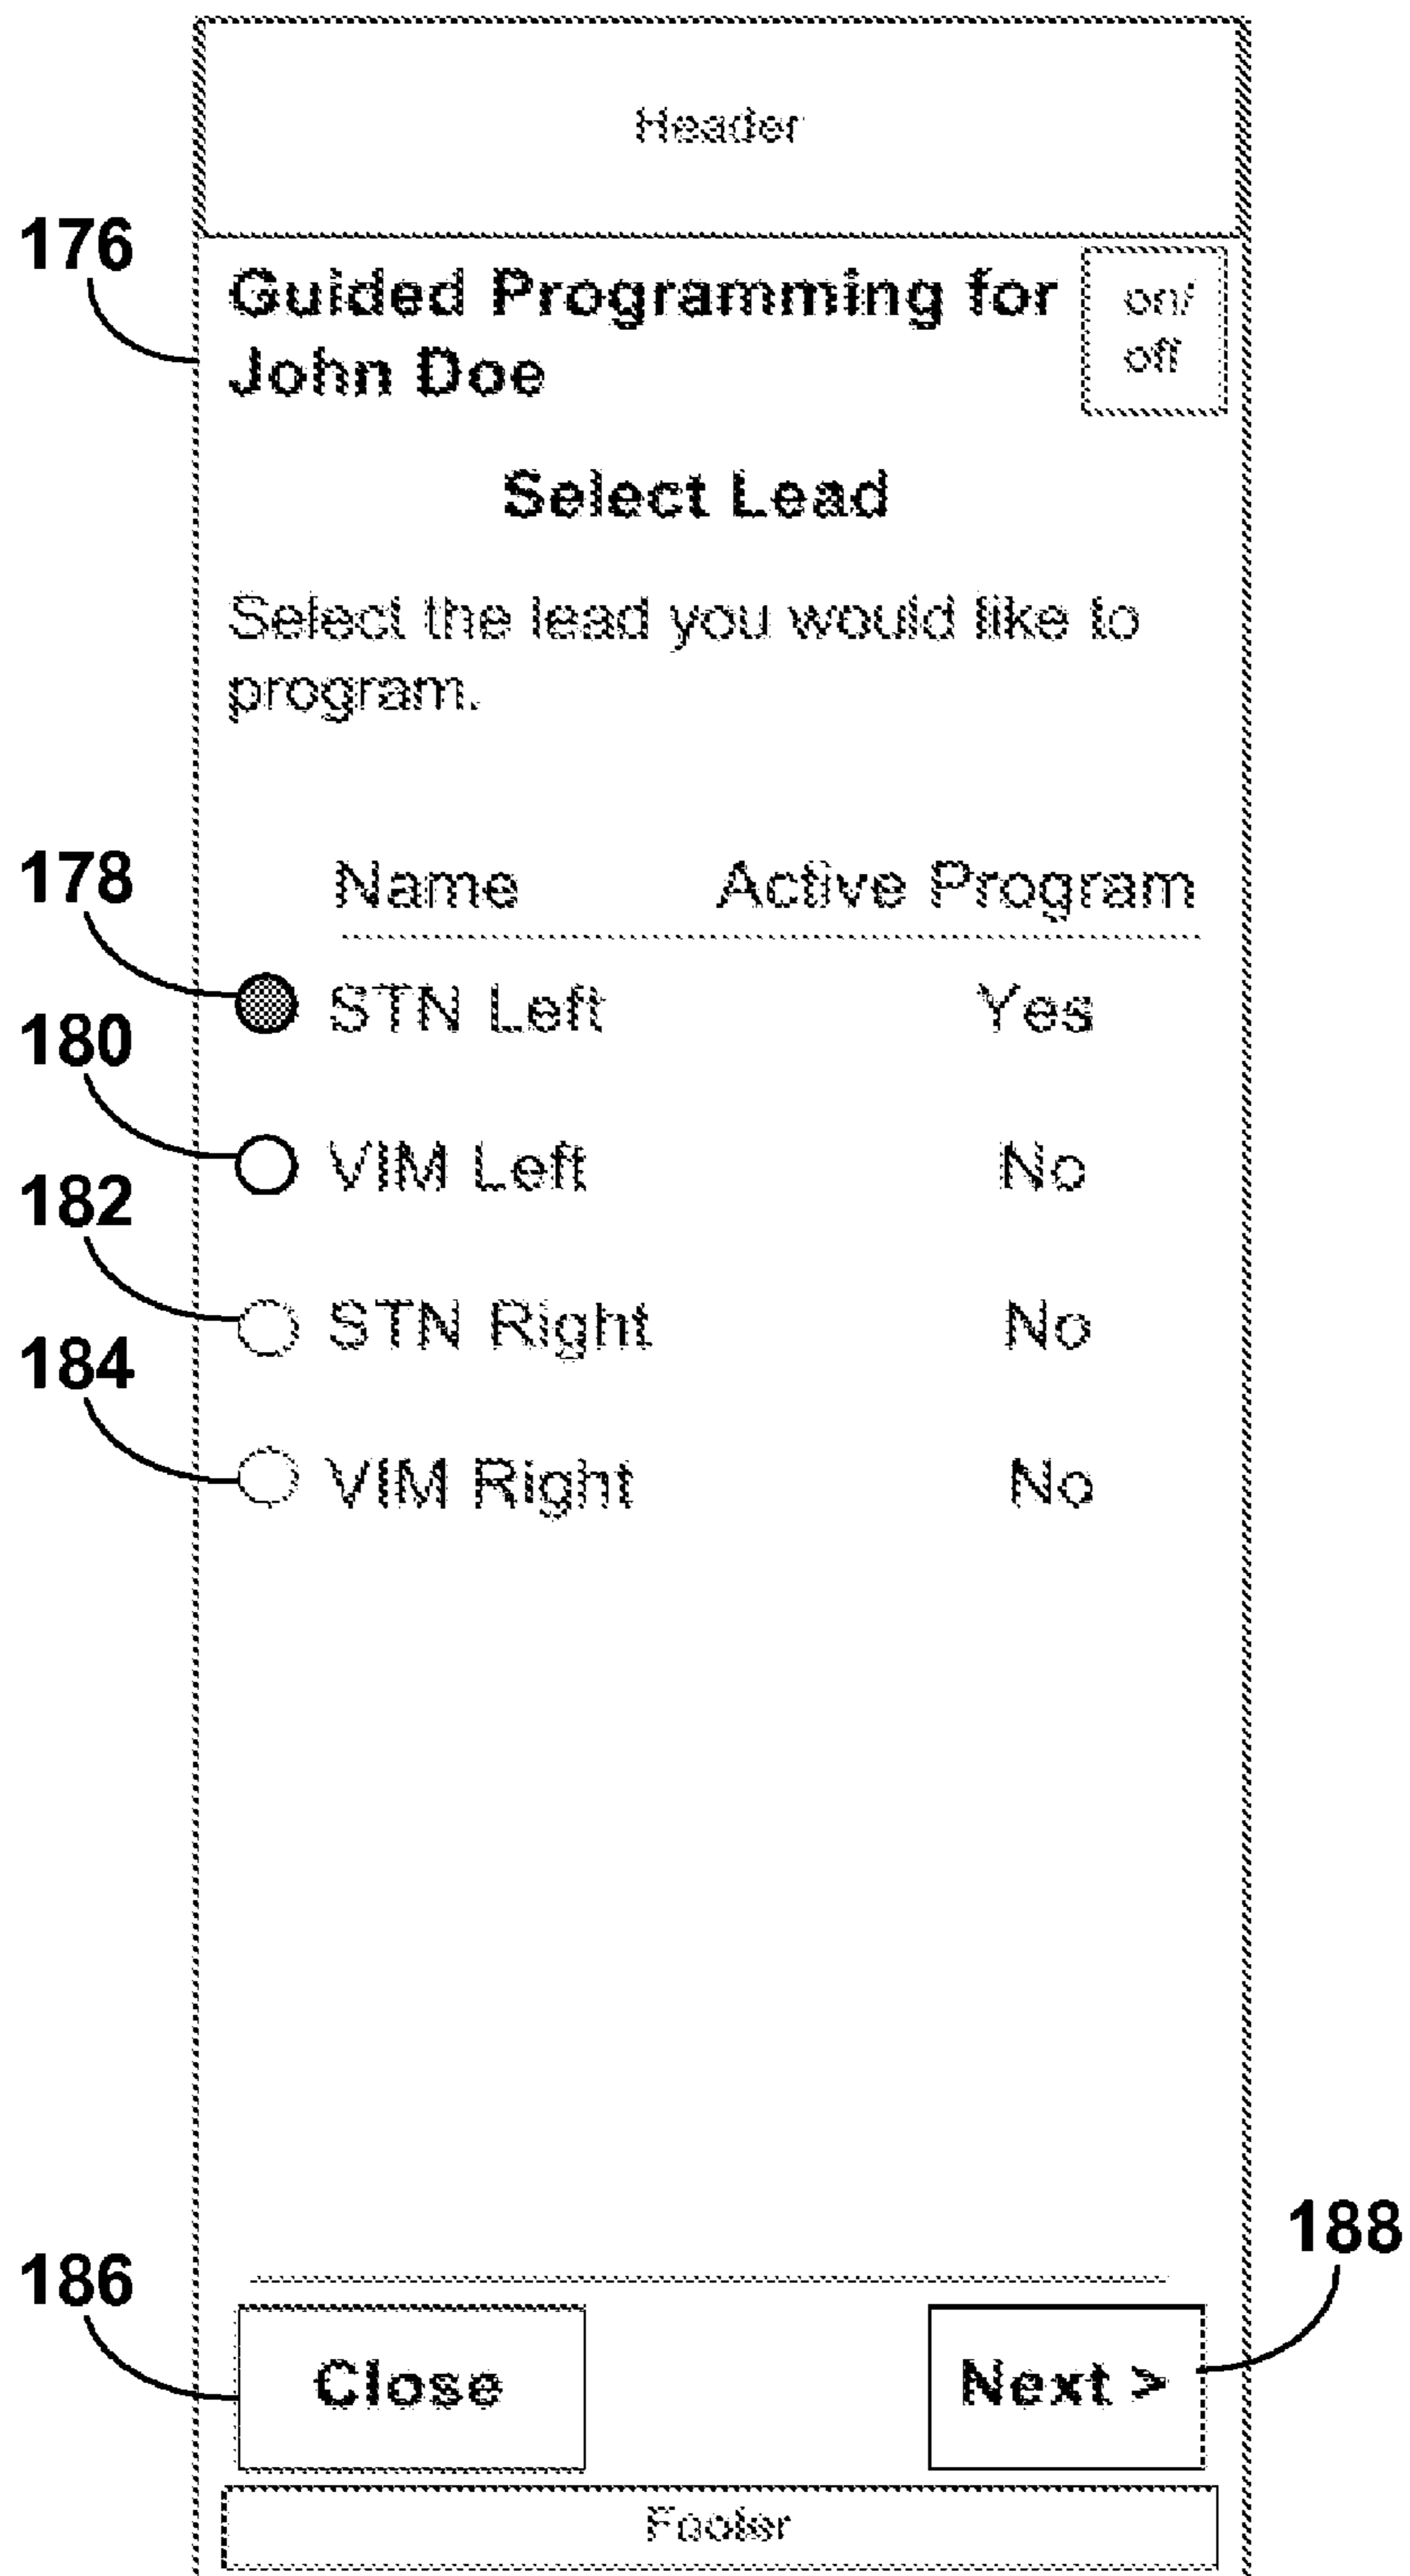 Header
176
Guided Programming for
John Doe
on/
off
Select Lead
Select the lead you would like to
program.
Name Active Program
178
STN Left Yes
180
VIM Left No
182
STN Right No
184
VIM Right No
188
186
Close Next >
Footer